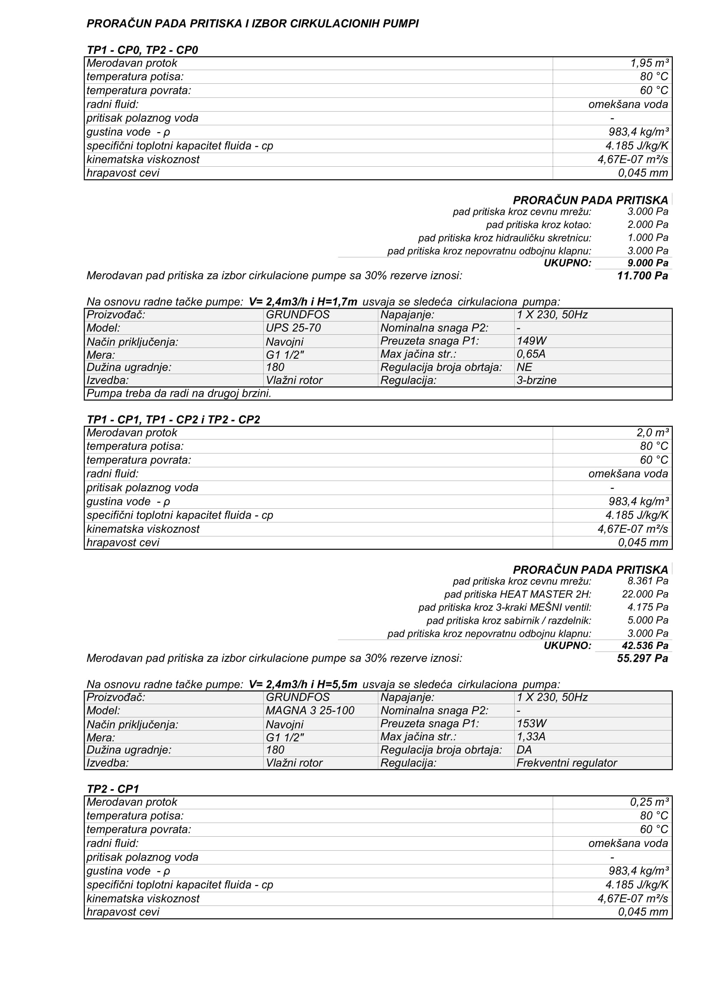 PRORAČUN PADA PRITISKA I IZBOR CIRKULACIONIH PUMPI
TP1 - CP0, TP2 - CP0
Merodavan protok 1,95 m³
temperatura potisa: 80 °C
temperatura povrata: 60 °C
radni fluid: omekšana voda
pritisak polaznog voda -
gustina vode - ρ 983,4 kg/m³
specifični toplotni kapacitet fluida - cp 4.185 J/kg/K
kinematska viskoznost 4,67E-07 m²/s
hrapavost cevi 0,045 mm
PRORAČUN PADA PRITISKA
pad pritiska kroz cevnu mrežu: 3.000 Pa
pad pritiska kroz kotao: 2.000 Pa
pad pritiska kroz hidrauličku skretnicu: 1.000 Pa
pad pritiska kroz nepovratnu odbojnu klapnu: 3.000 Pa
UKUPNO: 9.000 Pa
Merodavan pad pritiska za izbor cirkulacione pumpe sa 30% rezerve iznosi: 11.700 Pa
Na osnovu radne tačke pumpe: V= 2,4m3/h i H=1,7m usvaja se sledeća cirkulaciona pumpa:
Proizvođač: GRUNDFOS Napajanje: 1 X 230, 50Hz
Model: UPS 25-70 Nominalna snaga P2: -
Način priključenja: Navojni Preuzeta snaga P1: 149W
Mera: G1 1/2" Max jačina str.: 0,65A
Dužina ugradnje: 180 Regulacija broja obrtaja: NE
Izvedba: Vlažni rotor Regulacija: 3-brzine
Pumpa treba da radi na drugoj brzini.
TP1 - CP1, TP1 - CP2 i TP2 - CP2
Merodavan protok 2,0 m³
temperatura potisa: 80 °C
temperatura povrata: 60 °C
radni fluid: omekšana voda
pritisak polaznog voda -
gustina vode - ρ 983,4 kg/m³
specifični toplotni kapacitet fluida - cp 4.185 J/kg/K
kinematska viskoznost 4,67E-07 m²/s
hrapavost cevi 0,045 mm
PRORAČUN PADA PRITISKA
pad pritiska kroz cevnu mrežu: 8.361 Pa
pad pritiska HEAT MASTER 2H: 22.000 Pa
pad pritiska kroz 3-kraki MEŠNI ventil: 4.175 Pa
pad pritiska kroz sabirnik / razdelnik: 5.000 Pa
pad pritiska kroz nepovratnu odbojnu klapnu: 3.000 Pa
UKUPNO: 42.536 Pa
Merodavan pad pritiska za izbor cirkulacione pumpe sa 30% rezerve iznosi: 55.297 Pa
Na osnovu radne tačke pumpe: V= 2,4m3/h i H=5,5m usvaja se sledeća cirkulaciona pumpa:
Proizvođač: GRUNDFOS Napajanje: 1 X 230, 50Hz
Model: MAGNA 3 25-100 Nominalna snaga P2: -
Način priključenja: Navojni Preuzeta snaga P1: 153W
Mera: G1 1/2" Max jačina str.: 1,33A
Dužina ugradnje: 180 Regulacija broja obrtaja: DA
Izvedba: Vlažni rotor Regulacija: Frekventni regulator
TP2 - CP1
Merodavan protok 0,25 m³
temperatura potisa: 80 °C
temperatura povrata: 60 °C
radni fluid: omekšana voda
pritisak polaznog voda -
gustina vode - ρ 983,4 kg/m³
specifični toplotni kapacitet fluida - cp 4.185 J/kg/K
kinematska viskoznost 4,67E-07 m²/s
hrapavost cevi 0,045 mm